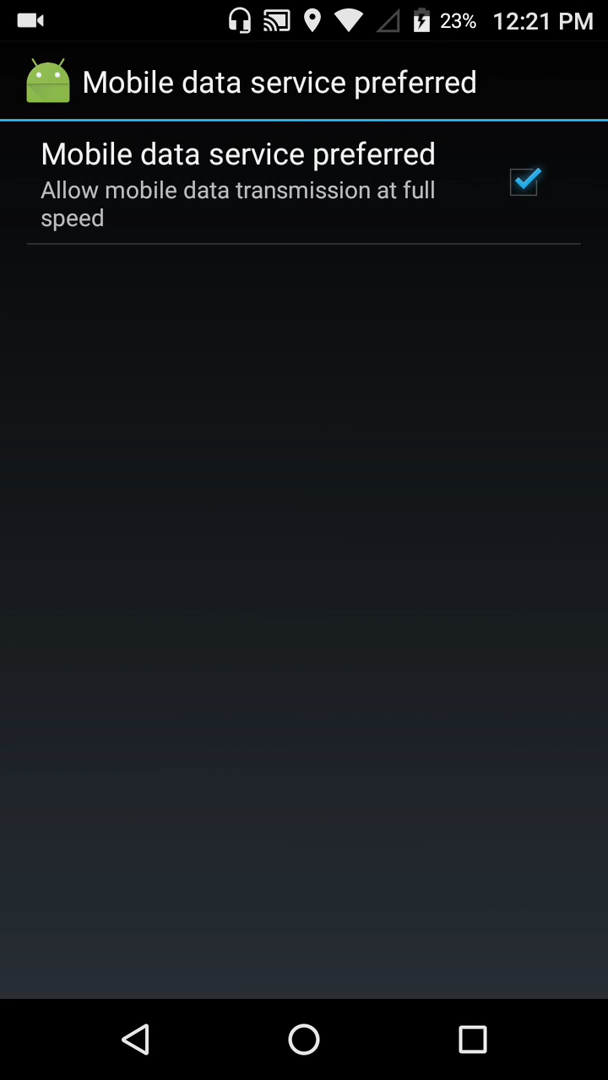 23% 12:21 PM
Mobile data service preferred
Mobile data service preferred
Allow mobile data transmission at full
speed